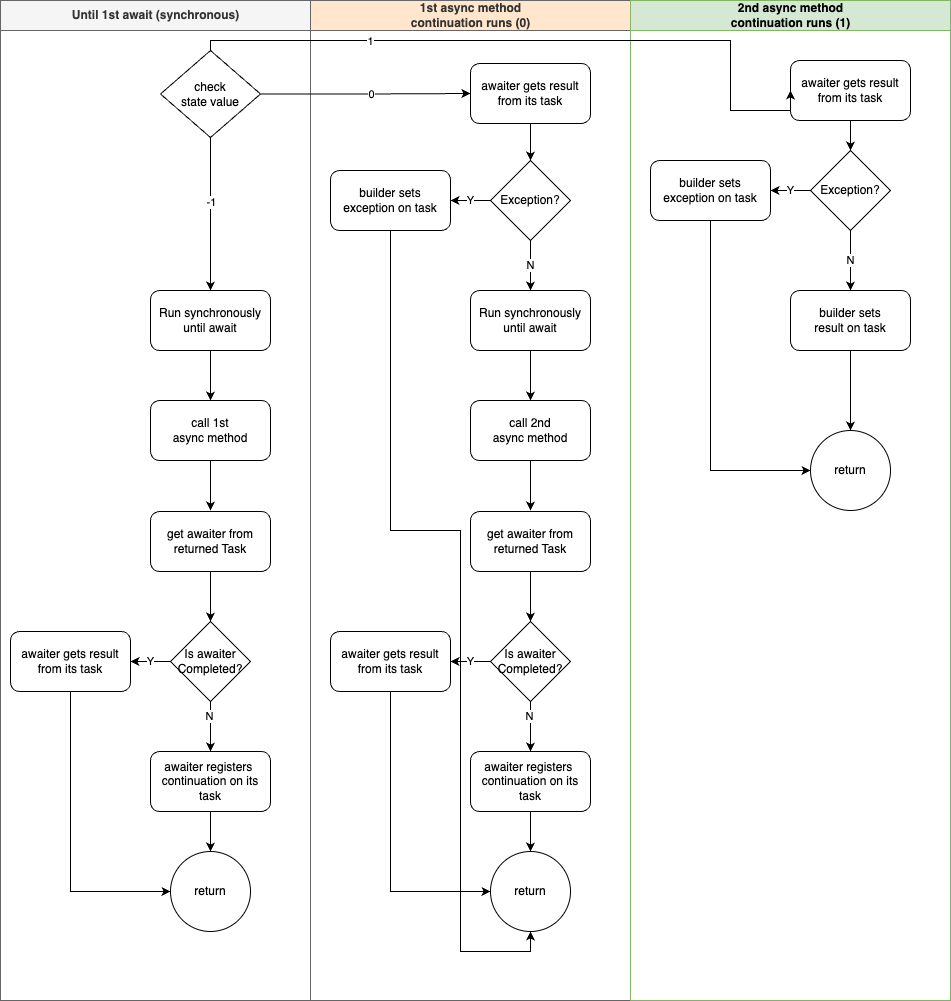 Until 1st await (synchronous)
1st async method
continuation runs (0)
2nd async method
continuation runs (1)
1
check
state value
0
-1
Run synchronously
until await
call 1st
async method
get awaiter from
returned Task
Is awaiter
Completed?
Y
awaiter gets result
from its task
N
awaiter registers
continuation on its
task
return
awaiter gets result
from its task
Exception?
Y
builder sets
exception on task
N
Run synchronously
until await
call 2nd
async method
get awaiter from
returned Task
Is awaiter
Completed?
Y
awaiter gets result
from its task
N
awaiter registers
continuation on its
task
return
awaiter gets result
from its task
Exception?
Y
builder sets
exception on task
N
builder sets
result on task
return